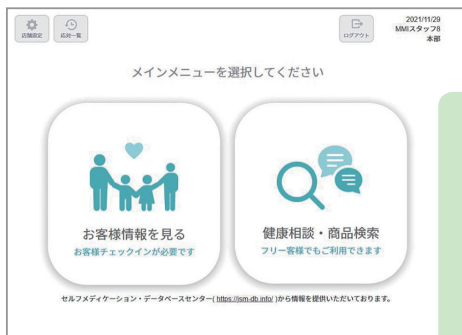 店舗設定
応対一覧
ログアウト
2021/11/29
MMIスタッフ8
本部
メインメニューを選択してください
お客様情報を見る
お客様チェックインが必要です
健康相談・商品検索
フリー客様でもご利用できます
セルフメディケーション・データベースセンター( https://jsm-db.info/ )から情報を提供いただいております。